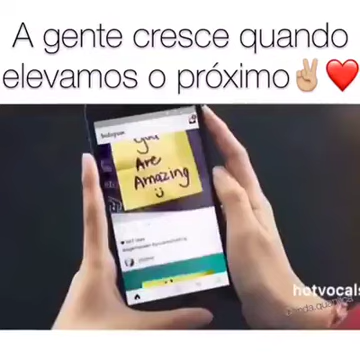 A gente cresce quando
elevamos o próximo✌🏼❤️
Instagram
you
Are
Amazing
hotvocals